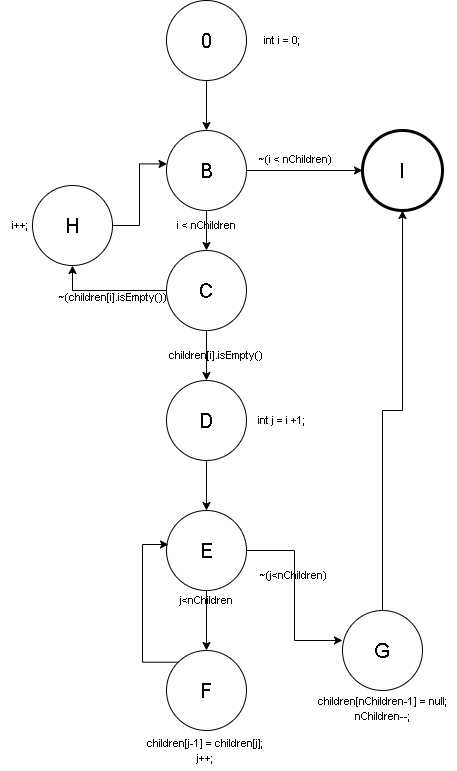 0
int i = 0;
B
~(i < nChildren)
I
H
i++;
i < nChildren
C
~(children[i].isEmpty())
children[i].isEmpty()
D
int j = i +1;
E
~(j<nChildren)
j<nChildren
G
children[nChildren-1] = null;
nChildren--;
F
children[j-1] = children[j];
j++;